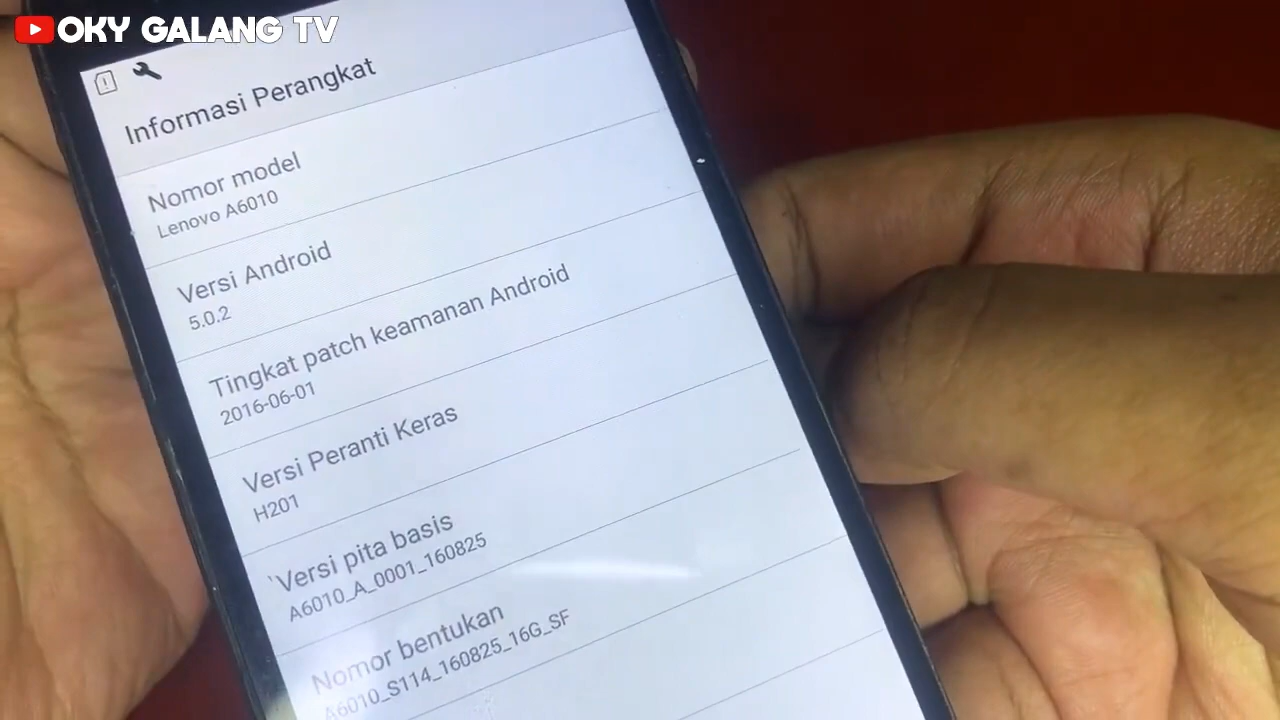 OKY GALANG TV
Informasi Perangkat
Nomor model
Lenovo A6010
Versi Android
5.0.2
Tingkat patch keamanan Android
2016-06-01
Versi Peranti Keras
H201
Versi pita basis
A6010_A_0001_160825
Nomor bentukan
A6010_S114_160825_16G_SF